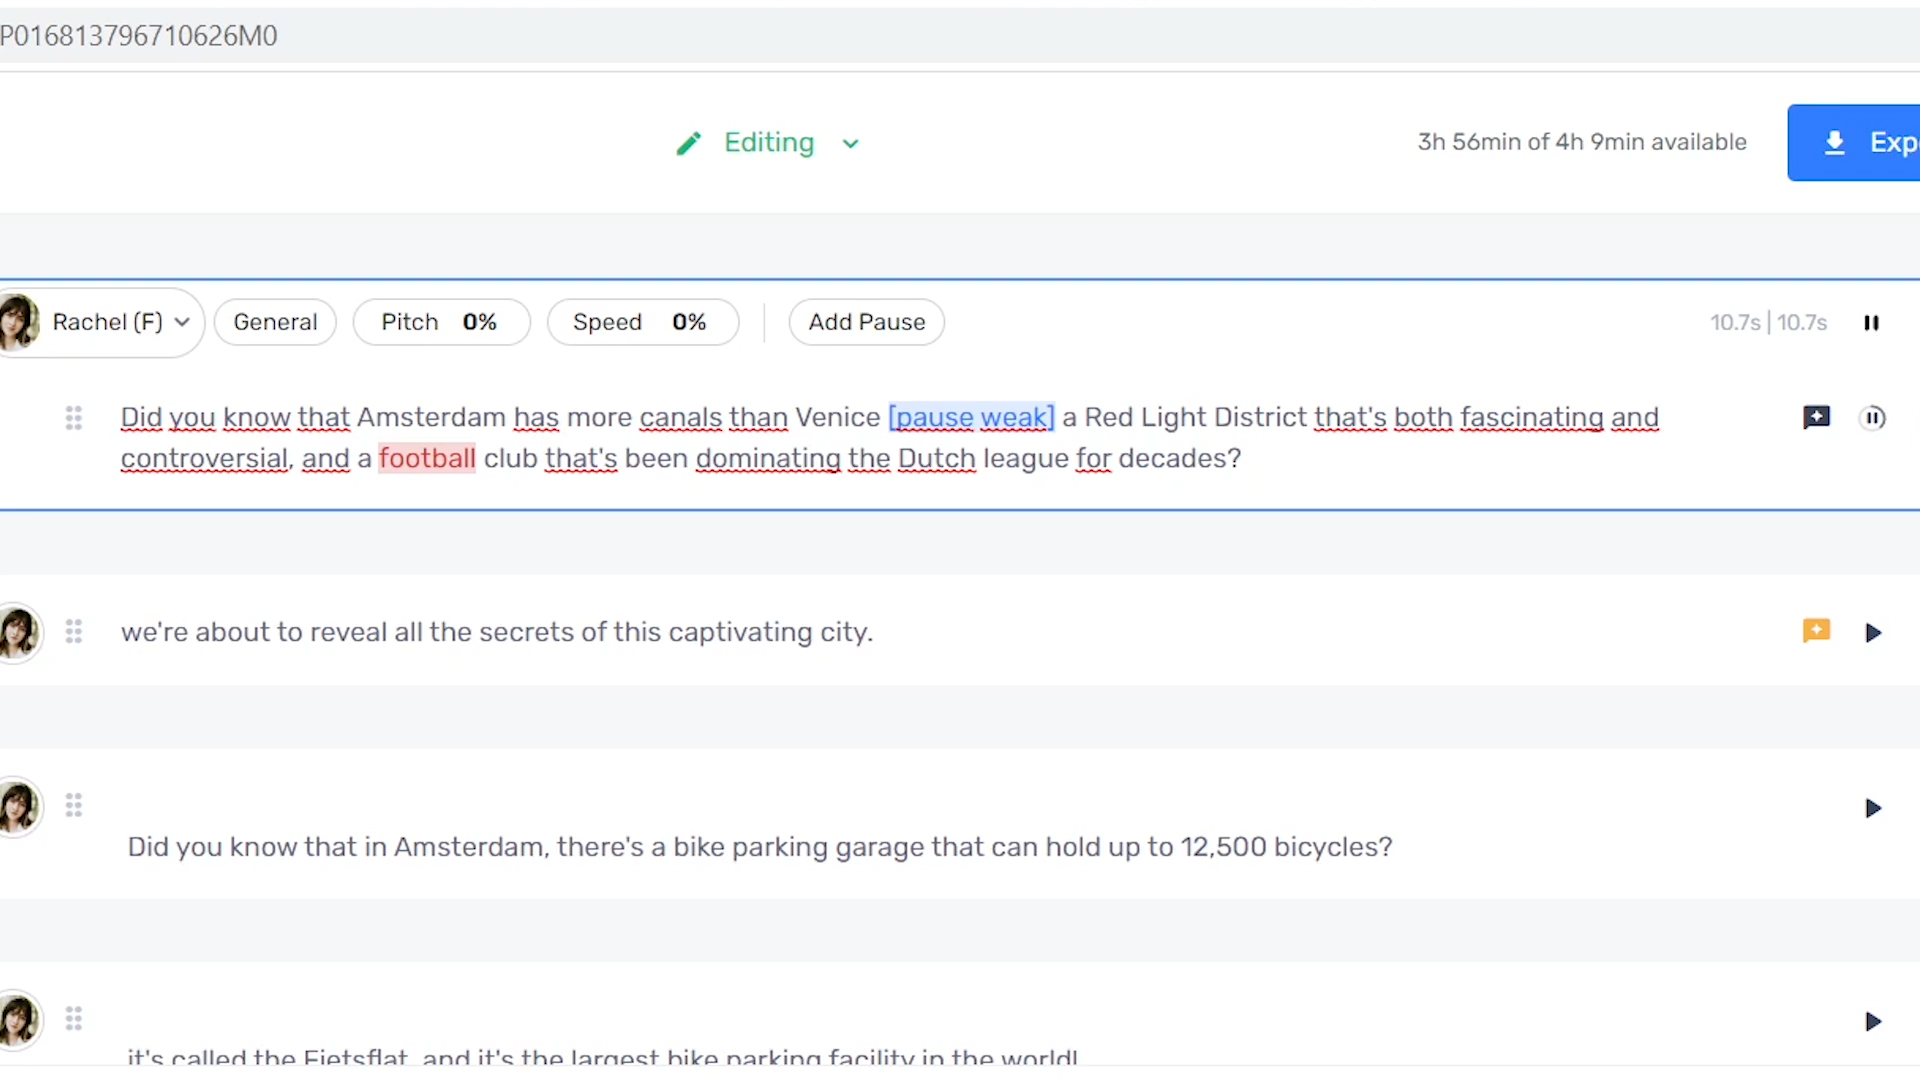 P016813796710626M0
Editing
3h 56min of 4h 9min available
Exp
Rachel (F)
General
Pitch 0%
Speed 0%
Add Pause
10.7s | 10.7s
Did you know that Amsterdam has more canals than Venice [pause weak] a Red Light District that's both fascinating and
controversial, and a football club that's been dominating the Dutch league for decades?
we're about to reveal all the secrets of this captivating city.
Did you know that in Amsterdam, there's a bike parking garage that can hold up to 12,500 bicycles?
it's called the Fietsflat, and it's the largest bike parking facility in the world!